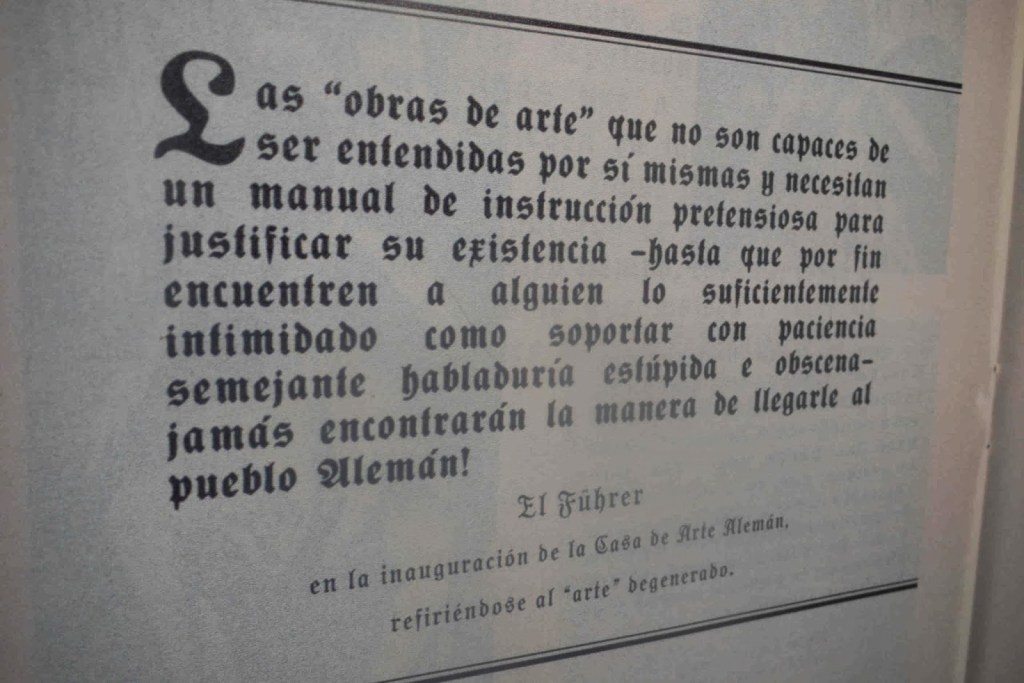 Las “obras de arte” que no son capaces de
ser entendidas por sí mismas y necesitan
un manual de instrucción pretensiosa para
justificar su existencia –hasta que por fin
encuentren a alguien lo suficientemente
intimidado como soportar con paciencia
semejante habladuría estúpida e obscena–
jamás encontrarán la manera de llegarle al
pueblo Alemán!
El Führer
en la inauguración de la Casa de Arte Alemán,
refiriéndose al “arte” degenerado.